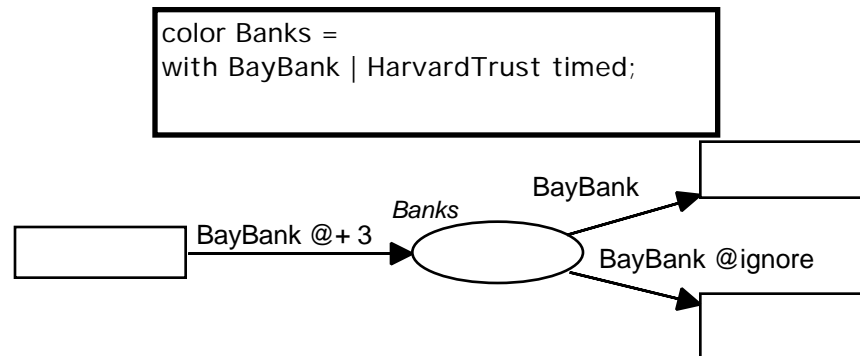 color Banks =
with BayBank | HarvardTrust timed;
BayBank
Banks
BayBank @+ 3
BayBank @ignore